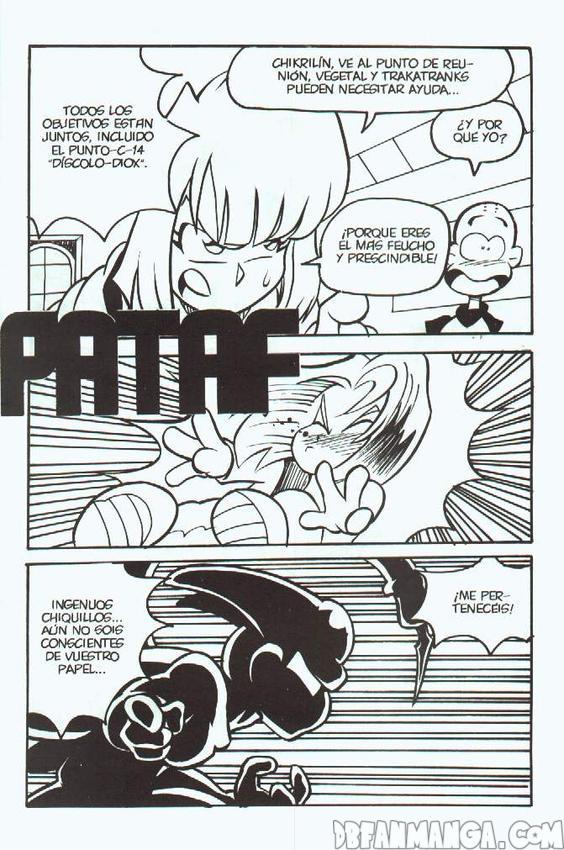 CHIKRILÍN, VE AL PUNTO DE REU-
NIÓN, VEGETAL Y TRAKATRANKS
PUEDEN NECESITAR AYUDA...
TODOS LOS
OBJETIVOS ESTAN
JUNTOS, INCLUIDO
EL PUNTO-C-14
"DÍSCOLO-DIOX".
¿Y POR
QUE YO?
¡PORQUE ERES
EL MAS FEUCHO
Y PRESCINDIBLE!
PATAF
INGENUOS
CHIQUILLOS...
AÚN NO SOIS
CONSCIENTES
DE VUESTRO
PAPEL...
¡ME PER-
TENECÉIS!
DBFANMANGA.COM